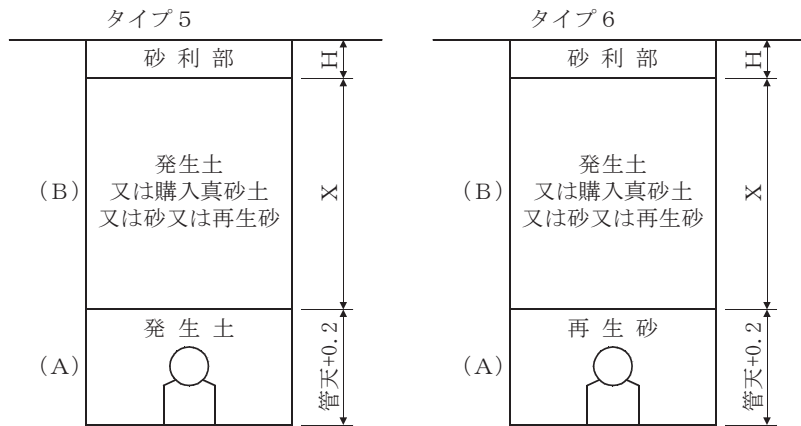 タイプ5
砂利部
H
(B)
発生土
又は購入真砂土
又は砂又は再生砂
X
(A)
発生土
管天+0.2
タイプ6
砂利部
H
(B)
発生土
又は購入真砂土
又は砂又は再生砂
X
(A)
再生砂
管天+0.2